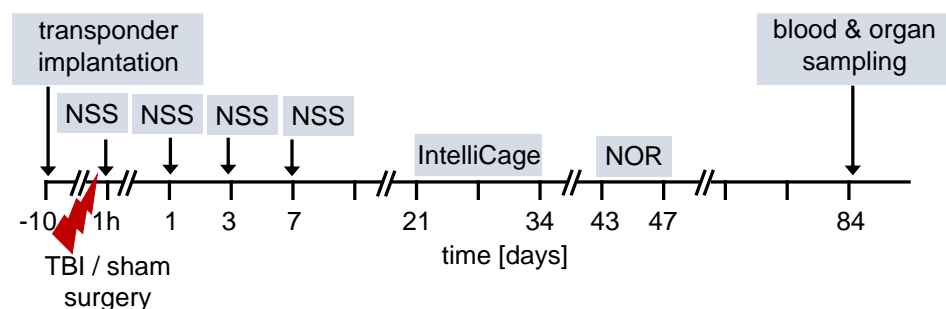 transponder
implantation
blood & organ
sampling
NSS NSS NSS NSS
IntelliCage
NOR
-10 1h 1 3 7 21 34 43 47 84
time [days]
TBI / sham
surgery